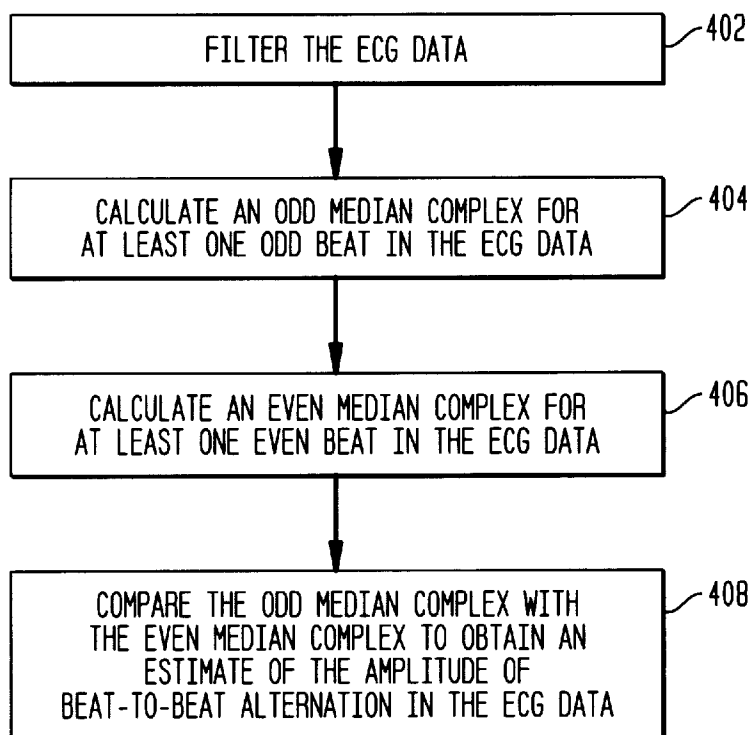 FILTER THE ECG DATA
402
CALCULATE AN ODD MEDIAN COMPLEX FOR
AT LEAST ONE ODD BEAT IN THE ECG DATA
404
CALCULATE AN EVEN MEDIAN COMPLEX FOR
AT LEAST ONE EVEN BEAT IN THE ECG DATA
406
COMPARE THE ODD MEDIAN COMPLEX WITH
THE EVEN MEDIAN COMPLEX TO OBTAIN AN
ESTIMATE OF THE AMPLITUDE OF
BEAT-TO-BEAT ALTERNATION IN THE ECG DATA
408